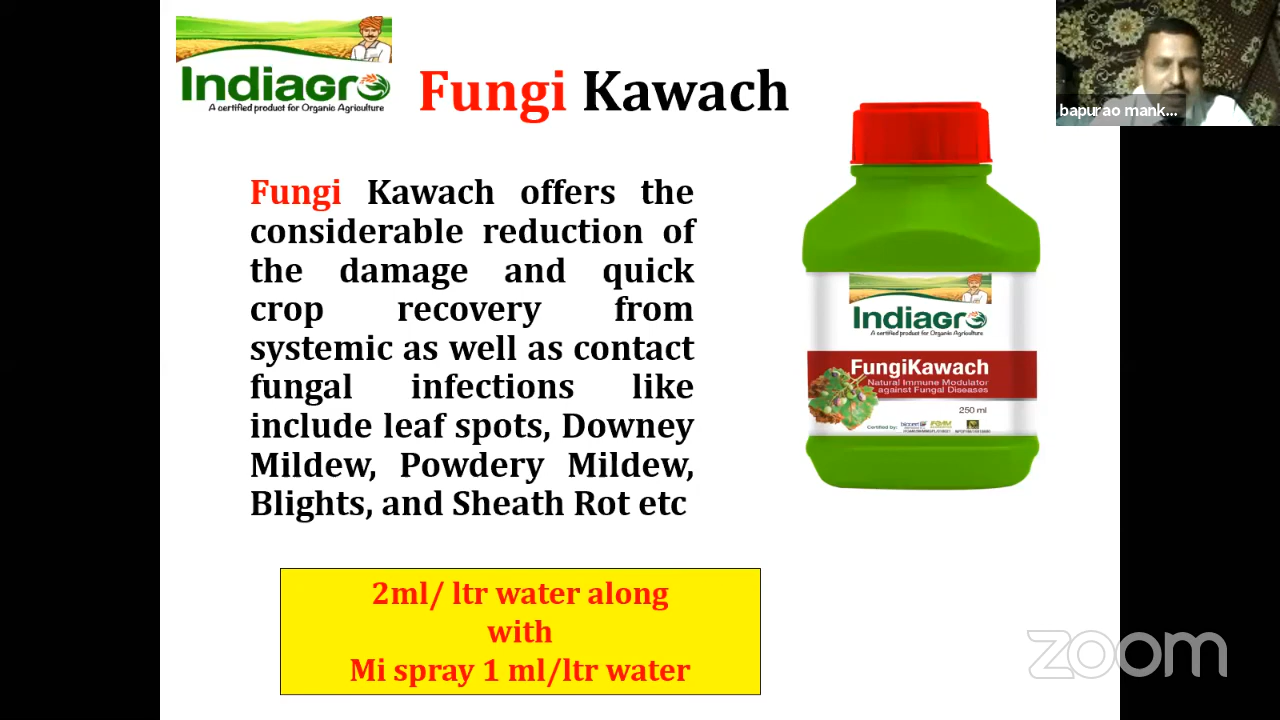 Indiagro
A certified product for Organic Agriculture
Fungi Kawach
bapurao mank...
Fungi Kawach offers the
considerable reduction of
the damage and quick
crop recovery from
systemic as well as contact
fungal infections like
include leaf spots, Downey
Mildew, Powdery Mildew,
Blights, and Sheath Rot etc
Indiagro
A certified product for Organic Agriculture
FungiKawach
Natural Immune Modulator
against Fungal Diseases
250 ml
Certified by:
2ml/ ltr water along
with
Mi spray 1 ml/ltr water
zoom